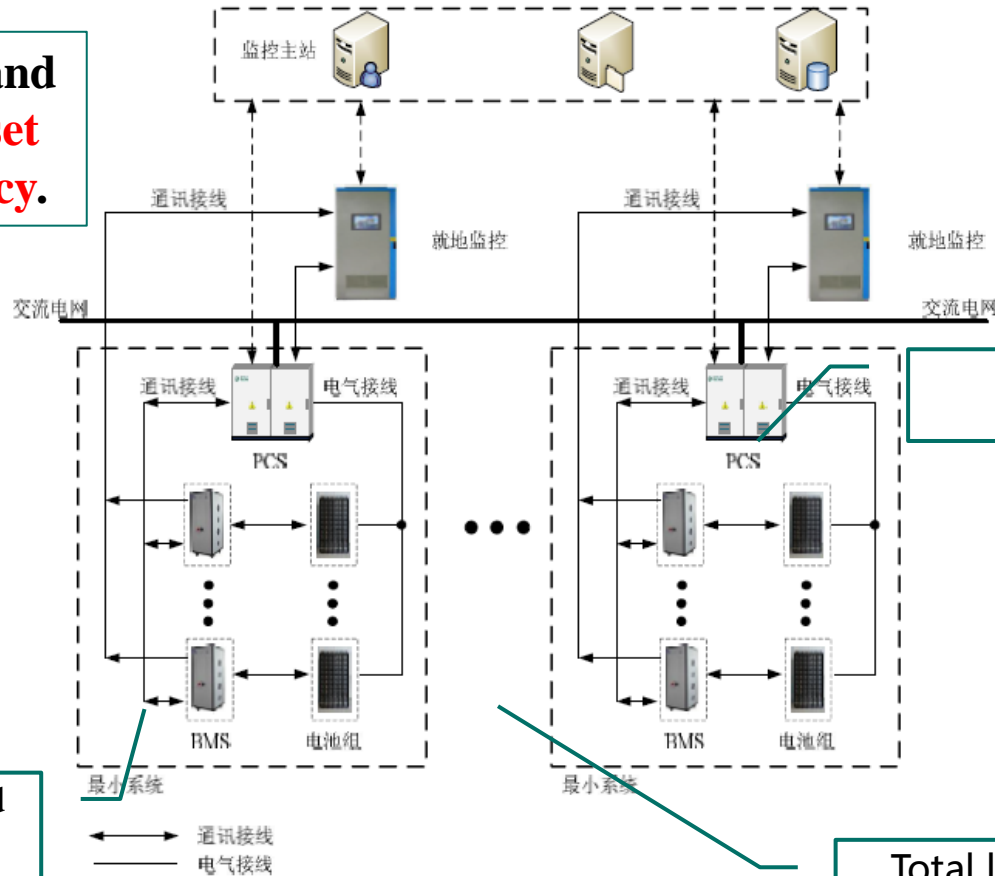 and
set
cy.
监控主站
通讯接线
就地监控
通讯接线
就地监控
交流电网
交流电网
通讯接线
电气接线
PCS
通讯接线
电气接线
PCS
BMS
电池组
BMS
电池组
最小系统
最小系统
通讯接线
电气接线
Total l